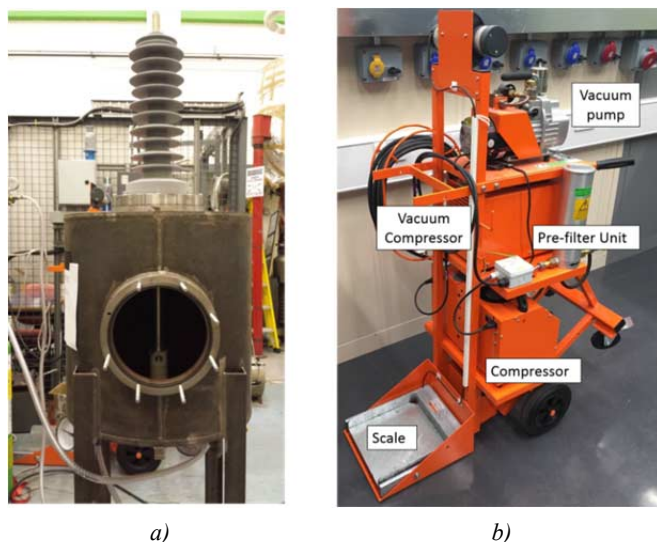 Vacuum
pump
Vacuum
Compressor
Pre-filter Unit
Compressor
Scale
a)
b)